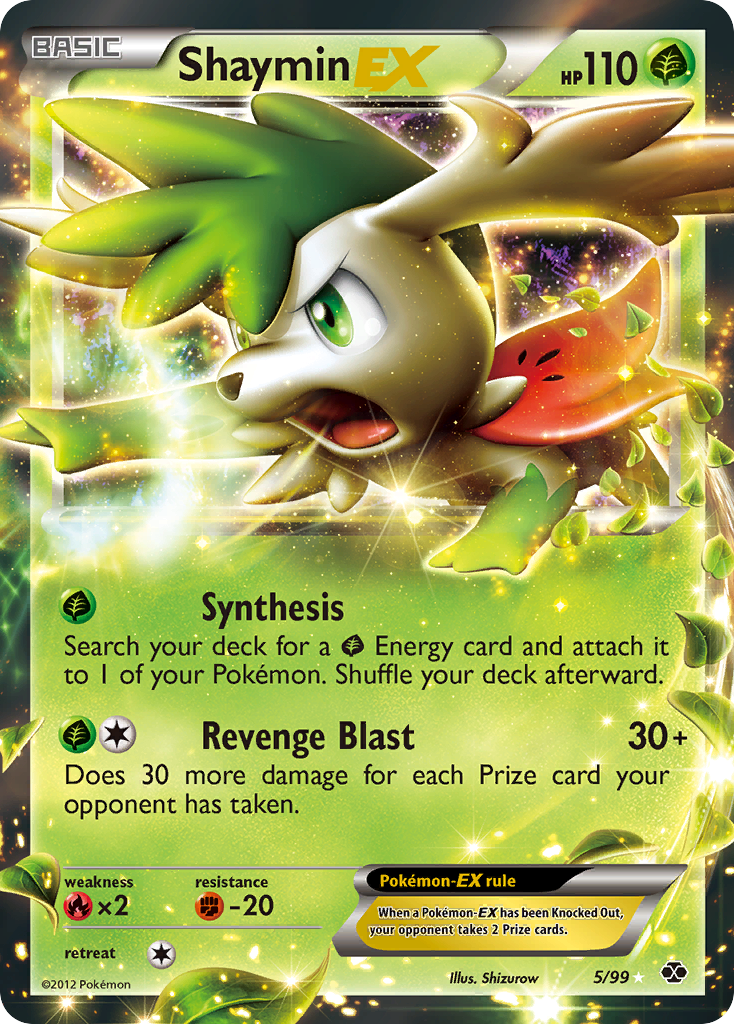 BASIC
Shaymin EX
HP110
Synthesis
Search your deck for a Energy card and attach it
to 1 of your Pokémon. Shuffle your deck afterward.
Revenge Blast 30+
Does 30 more damage for each Prize card your
opponent has taken.
weakness resistance
×2 -20
retreat
Pokémon-EX rule
When a Pokémon-EX has been Knocked Out,
your opponent takes 2 Prize cards.
©2012 Pokémon Illus. Shizurow 5/99